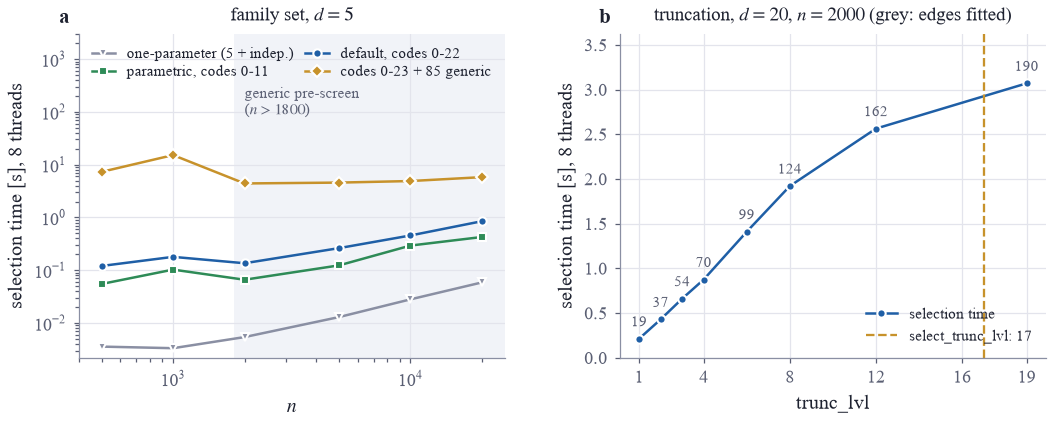 a
family set, d = 5
one-parameter (5 + indep.)
parametric, codes 0-11
default, codes 0-22
codes 0-23 + 85 generic
generic pre-screen
(n > 1800)
selection time [s], 8 threads
10³
10²
10¹
10⁰
10⁻¹
10⁻²
10³
10⁴
n
b
truncation, d = 20, n = 2000 (grey: edges fitted)
selection time [s], 8 threads
3.5
3.0
2.5
2.0
1.5
1.0
0.5
0.0
19
37
54
70
99
124
162
190
selection time
select_trunc_lvl: 17
1
4
8
12
16
19
trunc_lvl